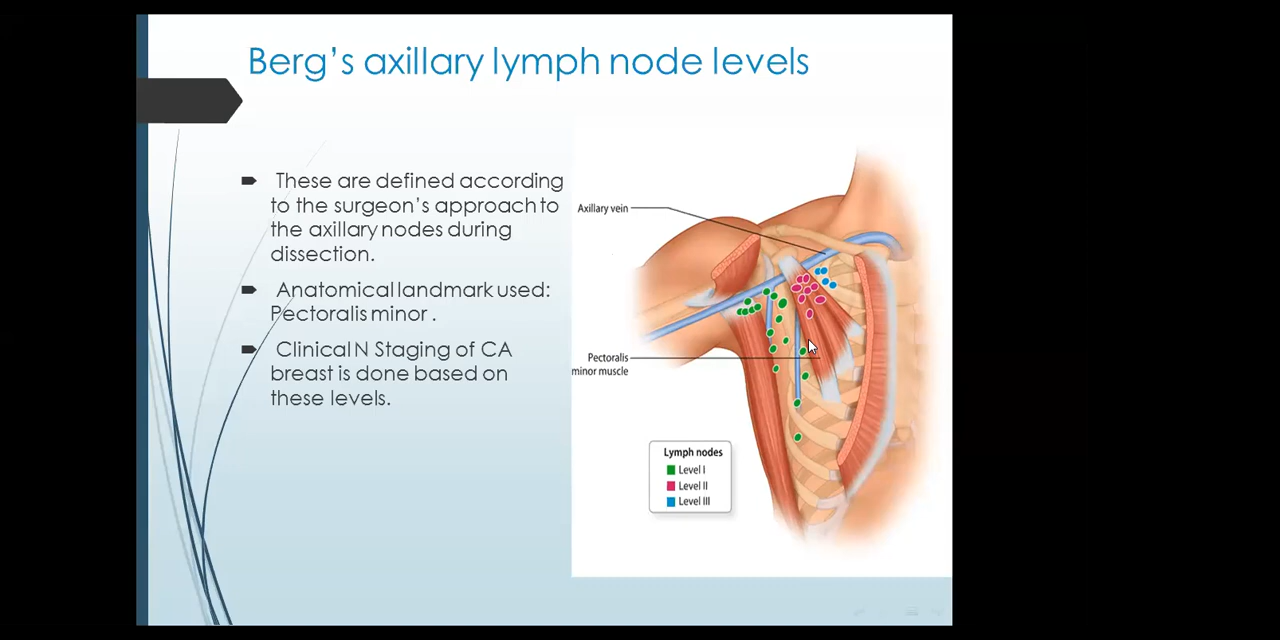 Berg's axillary lymph node levels
These are defined according
to the surgeon's approach to
the axillary nodes during
dissection.
Anatomical landmark used:
Pectoralis minor .
Clinical N Staging of CA
breast is done based on
these levels.
Axillary vein
Pectoralis
minor muscle
Lymph nodes
Level I
Level II
Level III